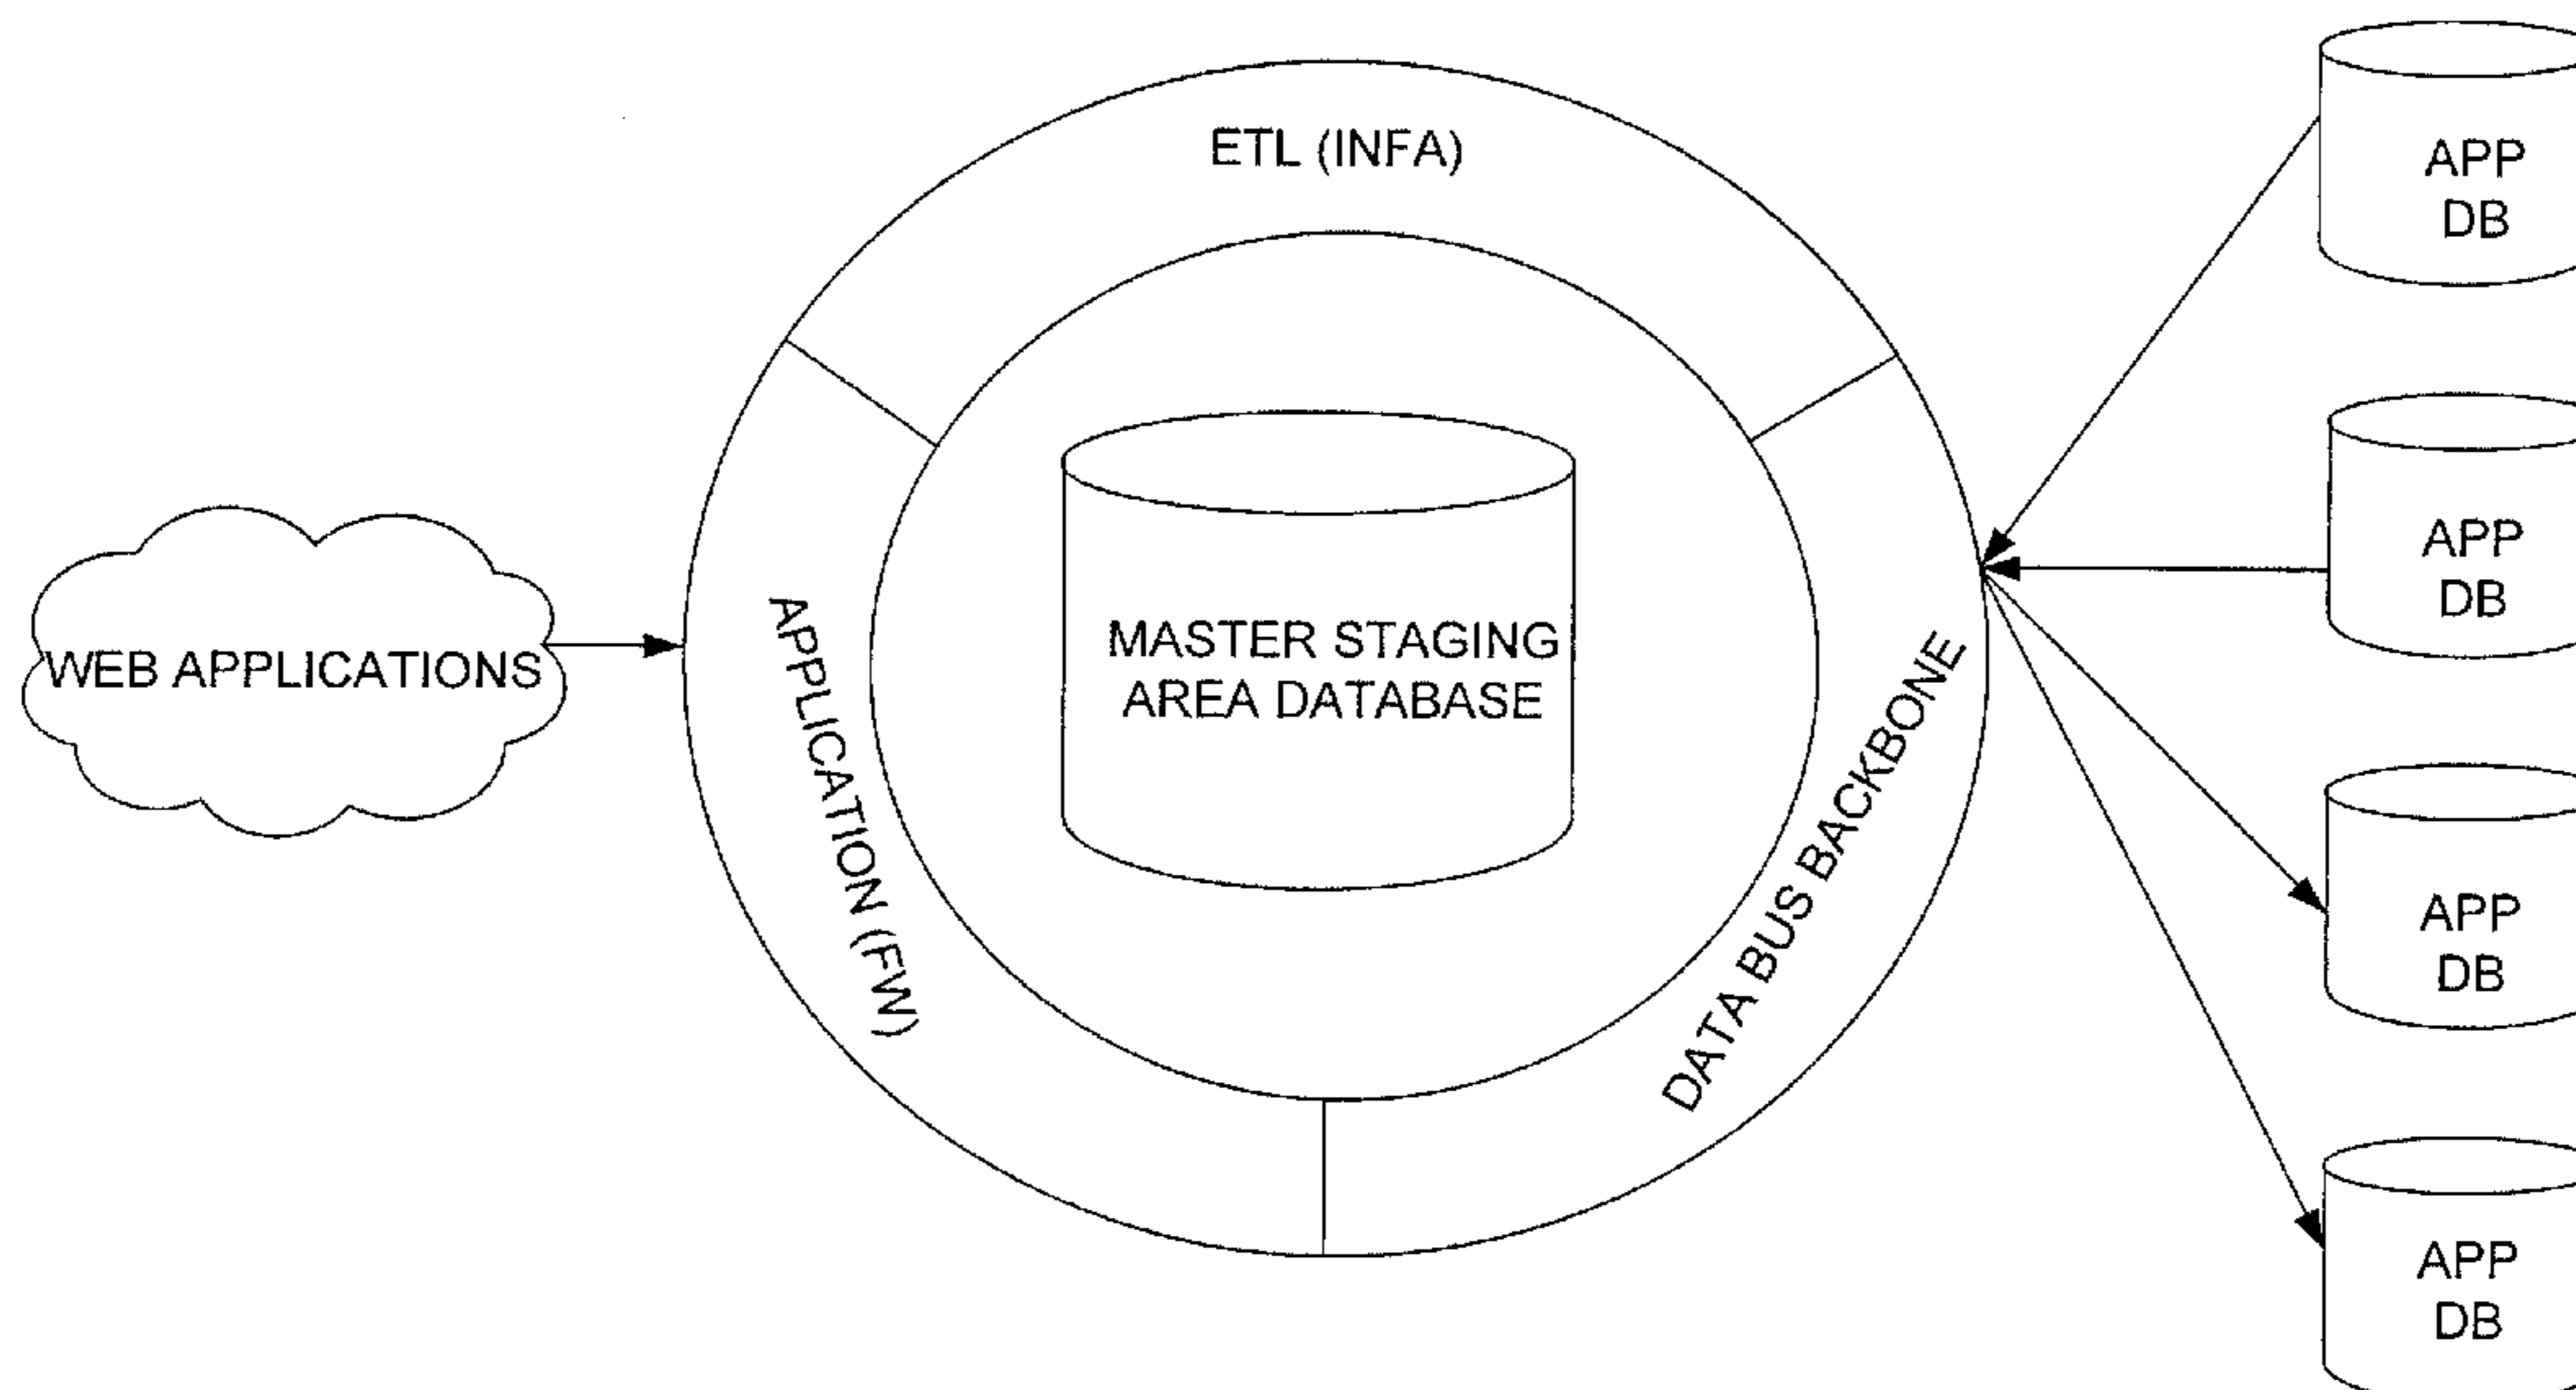 ETL (INFA)
APP
DB
APP
DB
WEB APPLICATIONS
APPLICATION (FW)
MASTER STAGING
AREA DATABASE
DATA BUS BACKBONE
APP
DB
APP
DB